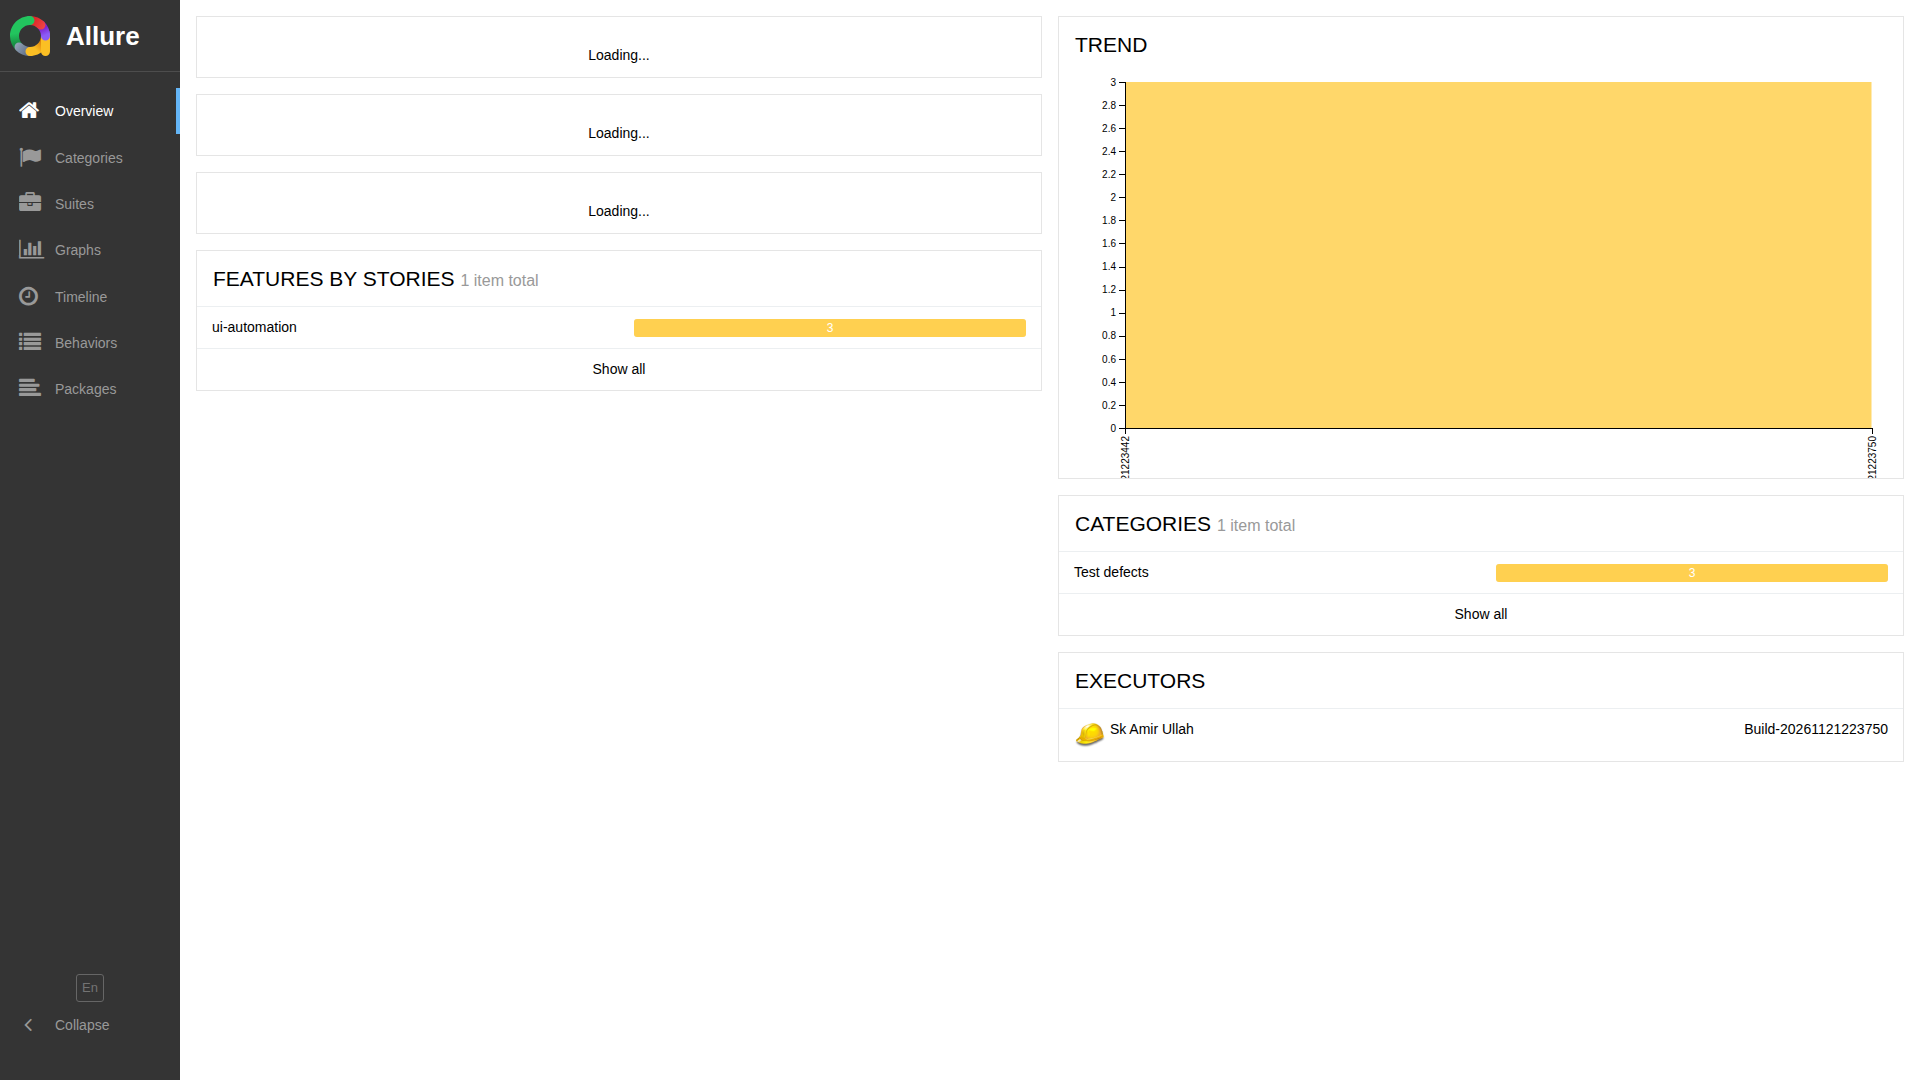 Allure
Overview
Categories
Suites
Graphs
Timeline
Behaviors
Packages
En
Collapse
Loading...
Loading...
Loading...
FEATURES BY STORIES 1 item total
ui-automation 3
Show all
TREND
3
2.8
2.6
2.4
2.2
2
1.8
1.6
1.4
1.2
1
0.8
0.6
0.4
0.2
0
21223442
21223750
CATEGORIES 1 item total
Test defects 3
Show all
EXECUTORS
Sk Amir Ullah Build-20261121223750